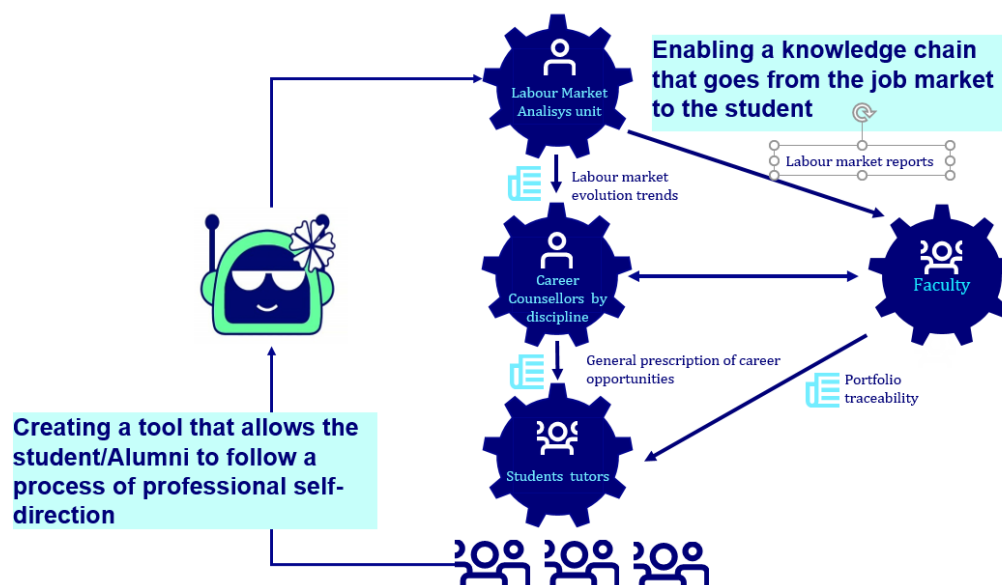 Enabling a knowledge chain
that goes from the job market
to the student
Labour Market
Analisys unit
Labour market reports
Labour market
evolution trends
Career
Counsellors by
discipline
Faculty
General prescription of career
opportunities
Portfolio
traceability
Creating a tool that allows the
student/Alumni to follow a
process of professional self-
direction
Students tutors